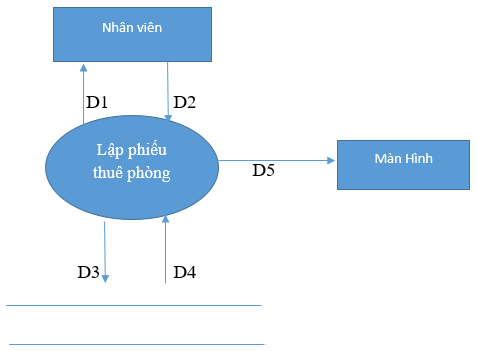 Nhân viên
D1
D2
Lập phiếu
thuê phòng
Màn Hình
D5
D3
D4